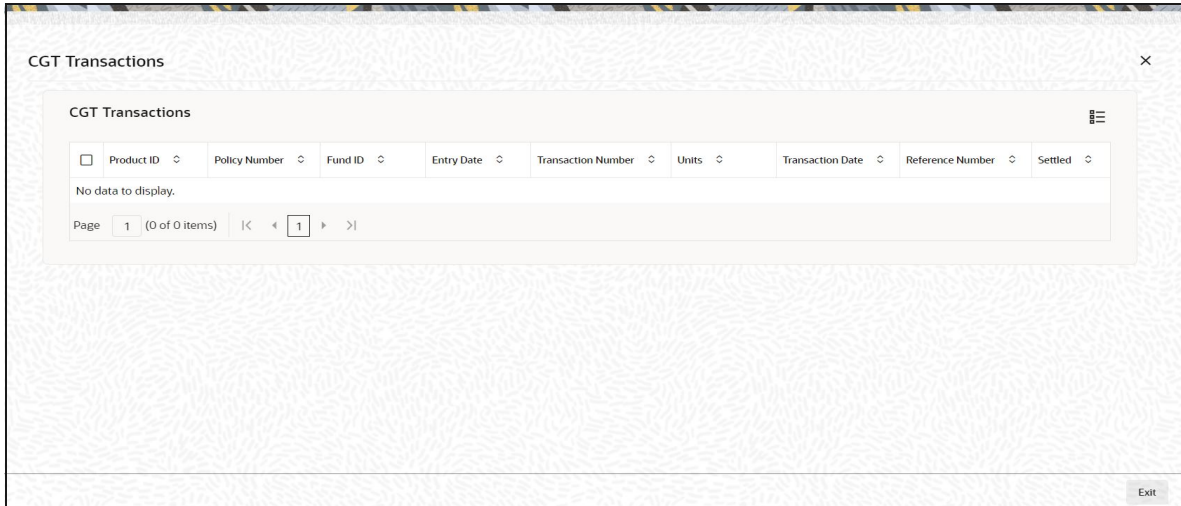 CGT Transactions
CGT Transactions
Product ID Policy Number Fund ID Entry Date Transaction Number Units Transaction Date Reference Number Settled
No data to display.
Page 1 (0 of 0 items) 1
Exit